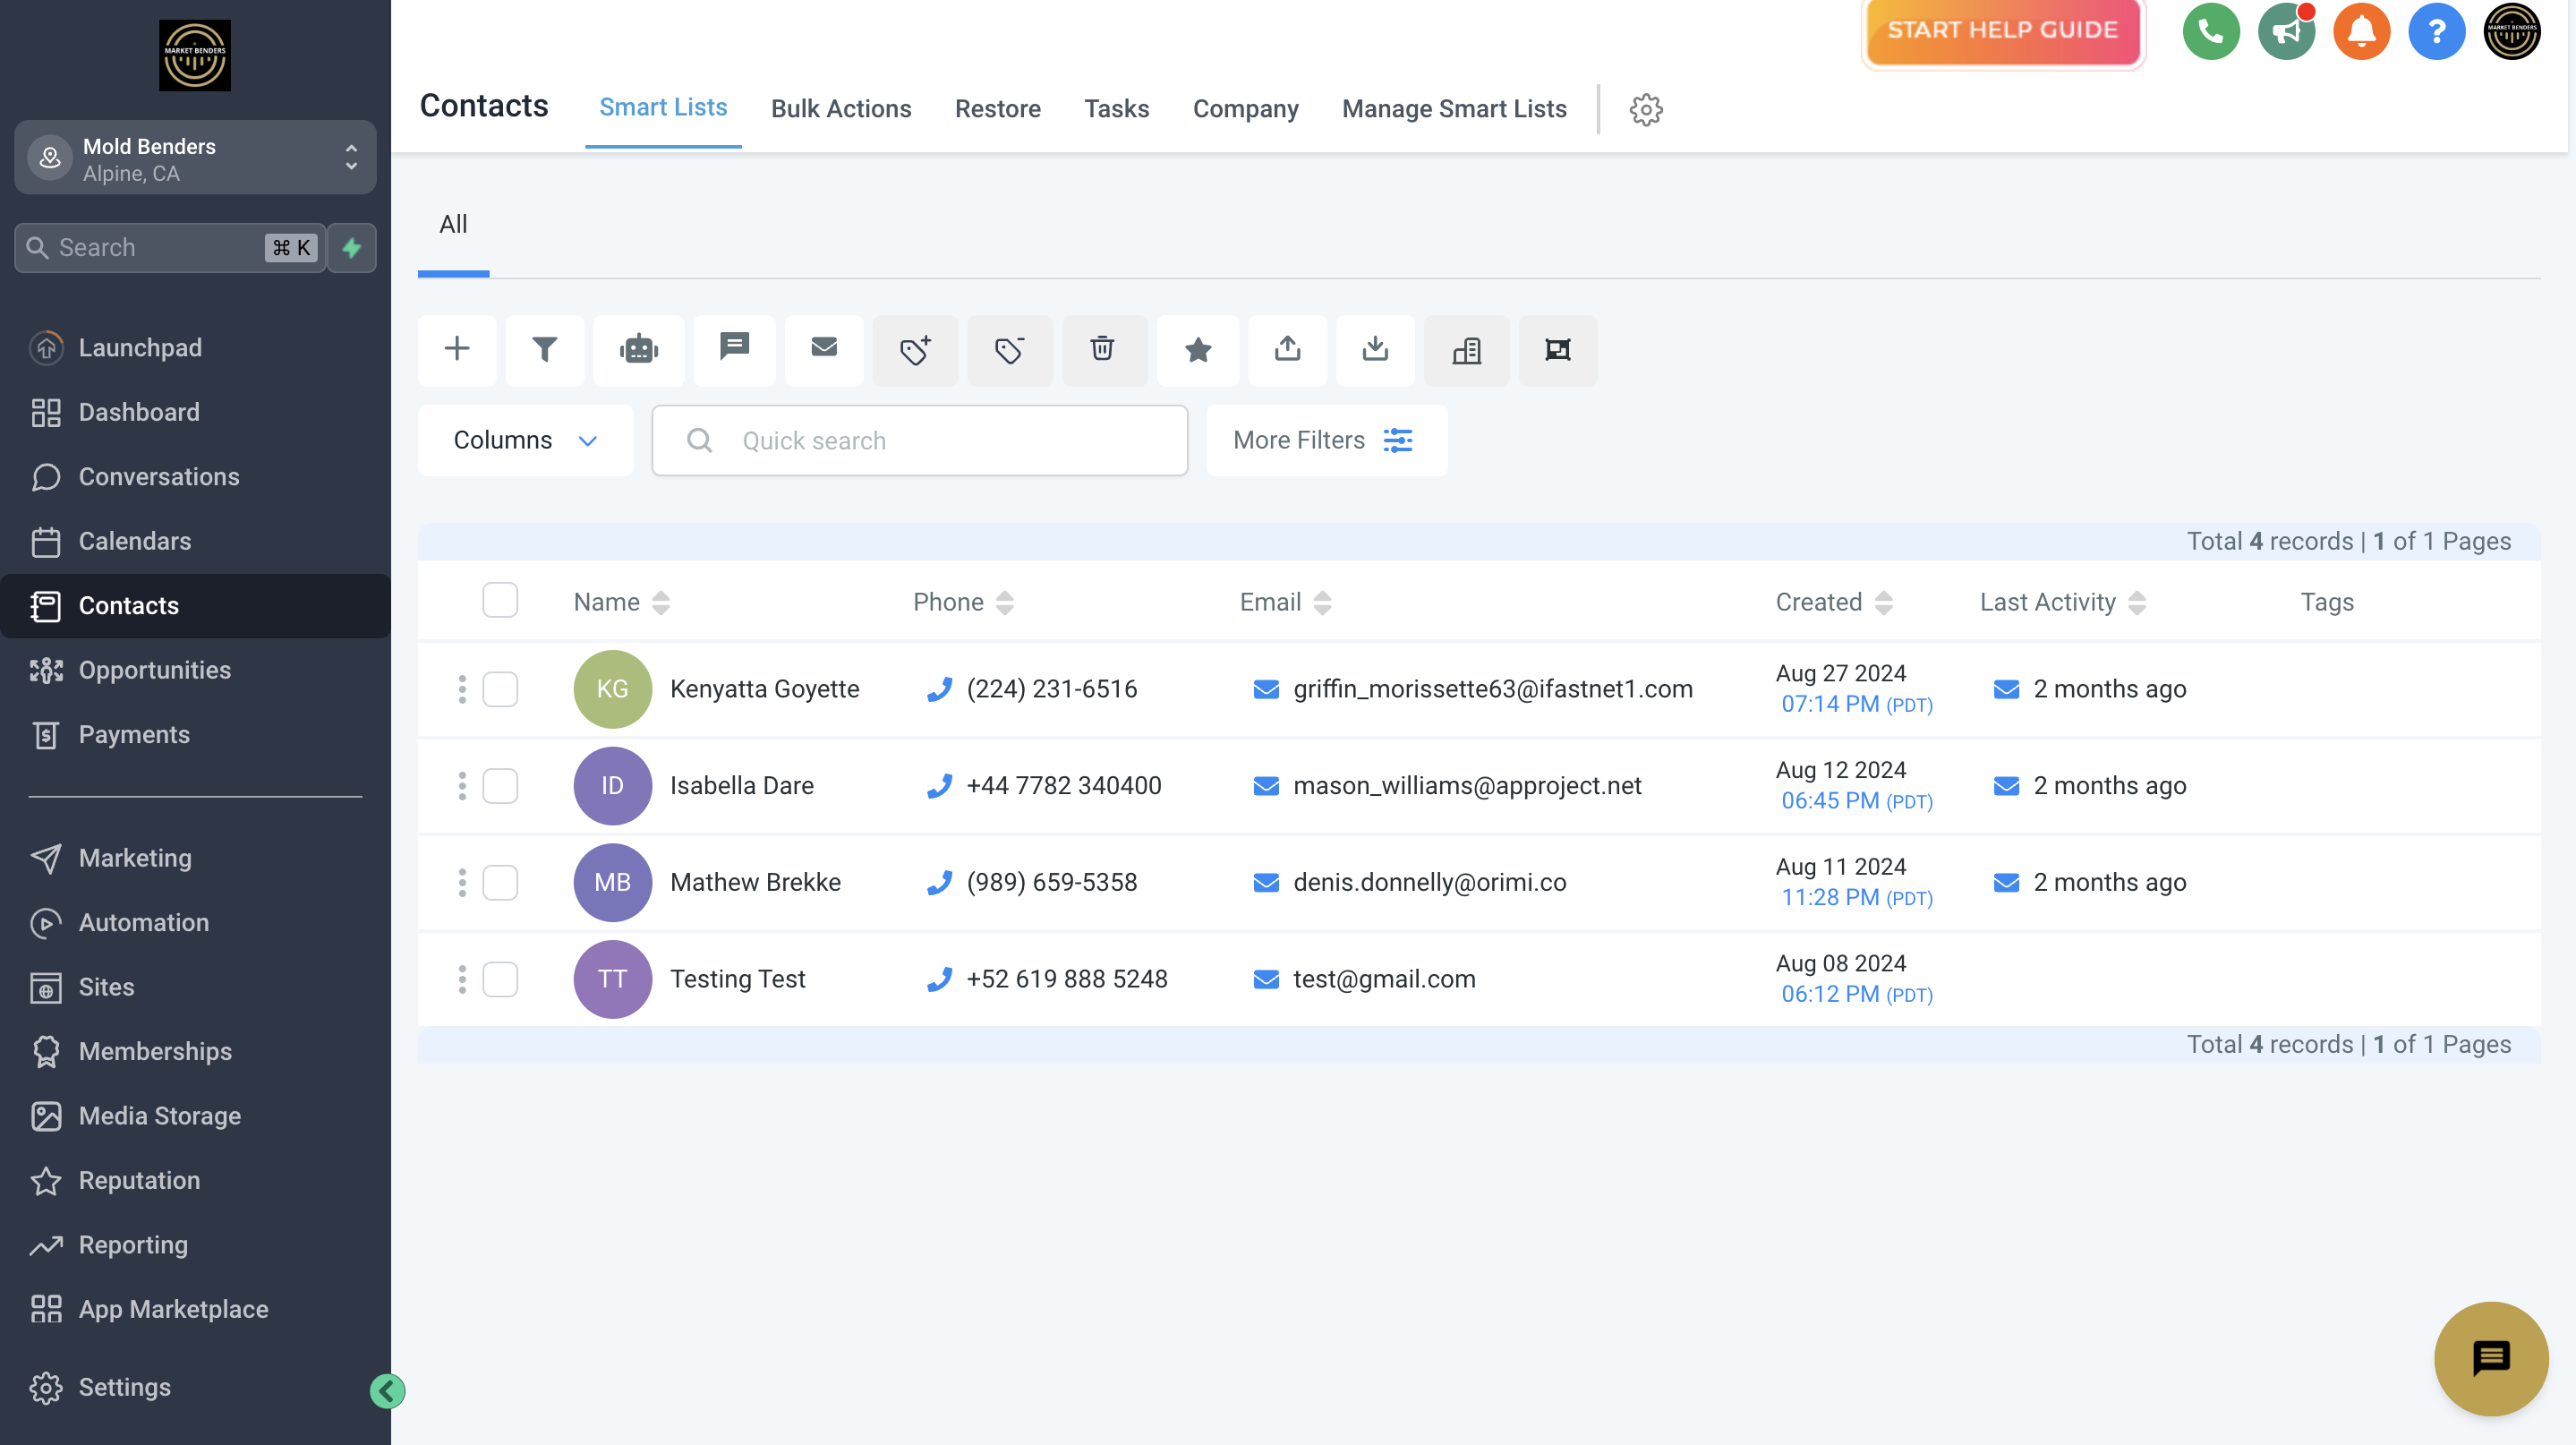 MARKET BENDERS
Mold Benders
Alpine, CA
Search
⌘ K
Launchpad
Dashboard
Conversations
Calendars
Contacts
Opportunities
Payments
Marketing
Automation
Sites
Memberships
Media Storage
Reputation
Reporting
App Marketplace
Settings
START HELP GUIDE
?
MARKET BENDERS
Contacts Smart Lists Bulk Actions Restore Tasks Company Manage Smart Lists
All
Columns
Quick search
More Filters
Total 4 records | 1 of 1 Pages
Name Phone Email Created Last Activity Tags
KG Kenyatta Goyette (224) 231-6516 griffin_morissette63@ifastnet1.com Aug 27 2024 2 months ago
07:14 PM (PDT)
ID Isabella Dare +44 7782 340400 mason_williams@approject.net Aug 12 2024 2 months ago
06:45 PM (PDT)
MB Mathew Brekke (989) 659-5358 denis.donnelly@orimi.co Aug 11 2024 2 months ago
11:28 PM (PDT)
TT Testing Test +52 619 888 5248 test@gmail.com Aug 08 2024
06:12 PM (PDT)
Total 4 records | 1 of 1 Pages